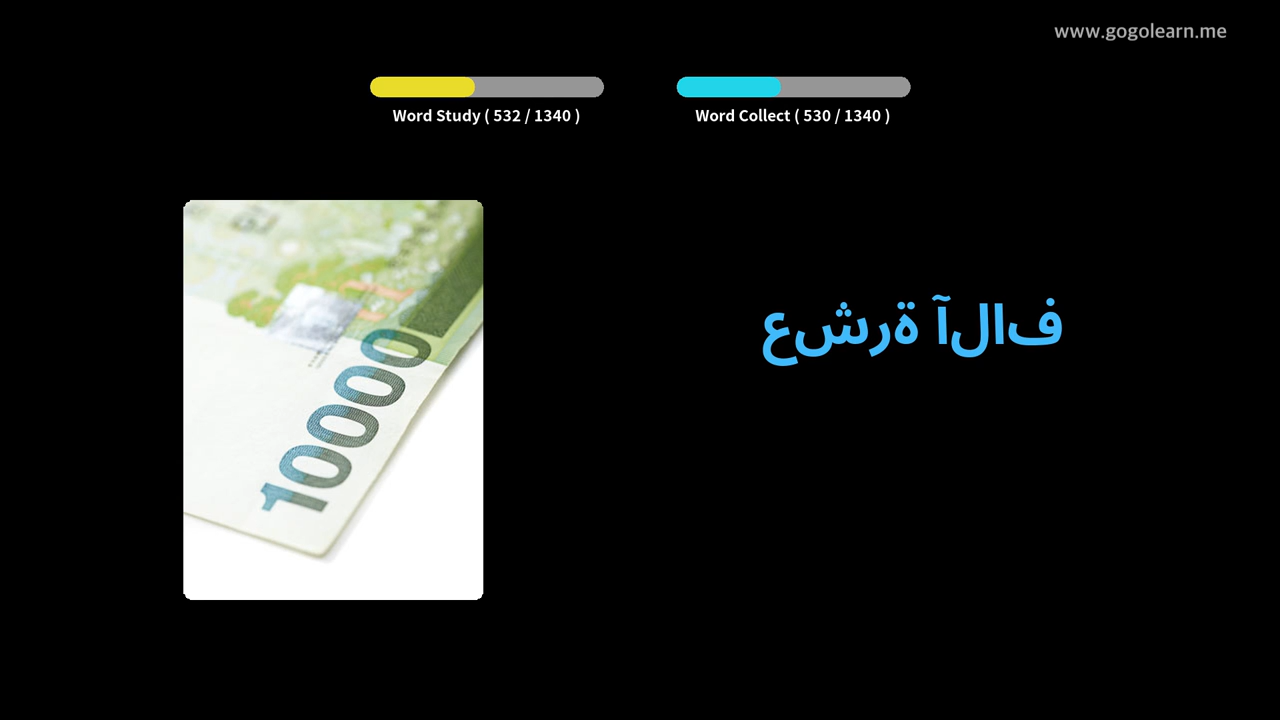 www.gogolearn.me
Word Study ( 532 / 1340 )
Word Collect ( 530 / 1340 )
عشرة آلاف
10000